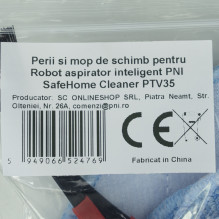 Perii si mop de schimb pentru
Robot aspirator inteligent PNI
SafeHome Cleaner PTV35
Producator: SC ONLINESHOP SRL, Piatra Neamt, Str.
Olteniei, Nr. 26A, comenzi@pni.ro
CE
5 949066 524769
Fabricat in China